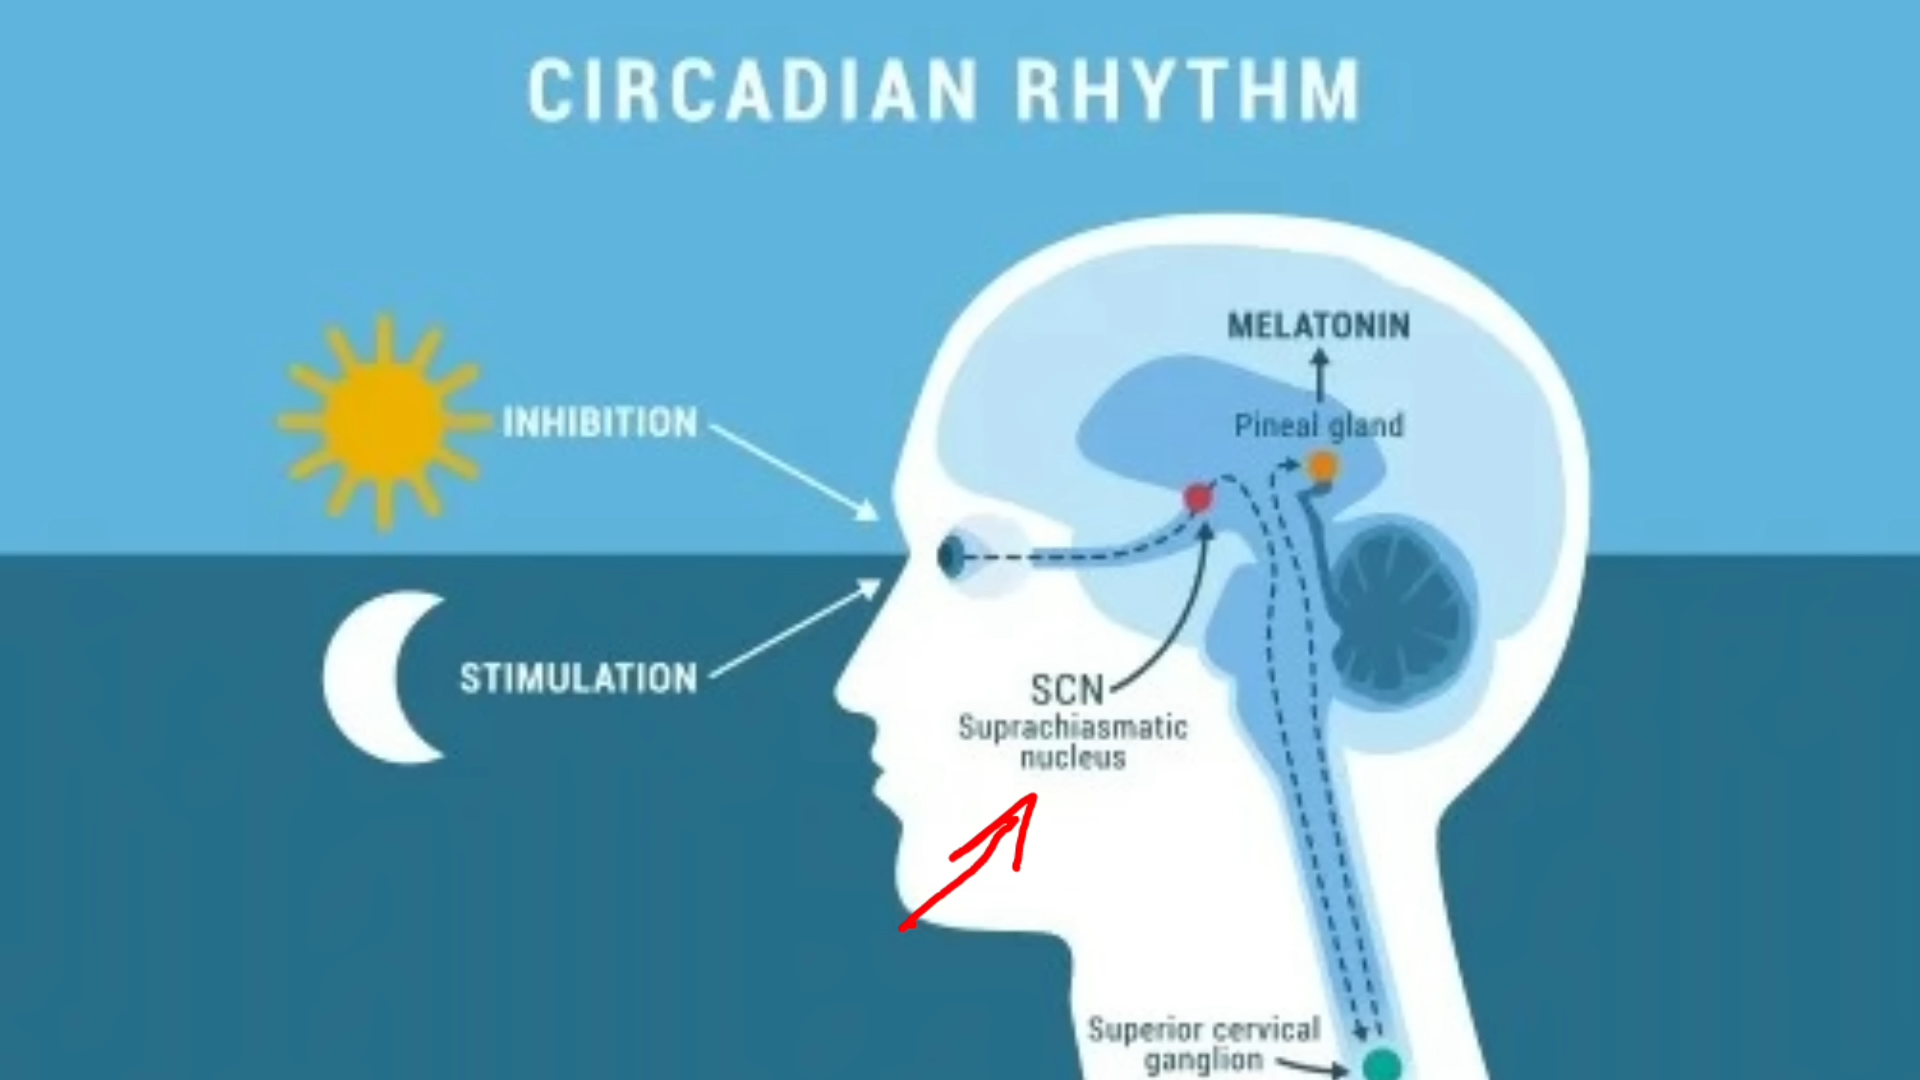 CIRCADIAN RHYTHM
MELATONIN
INHIBITION
Pineal gland
STIMULATION
SCN
Suprachiasmatic
nucleus
Superior cervical
ganglion